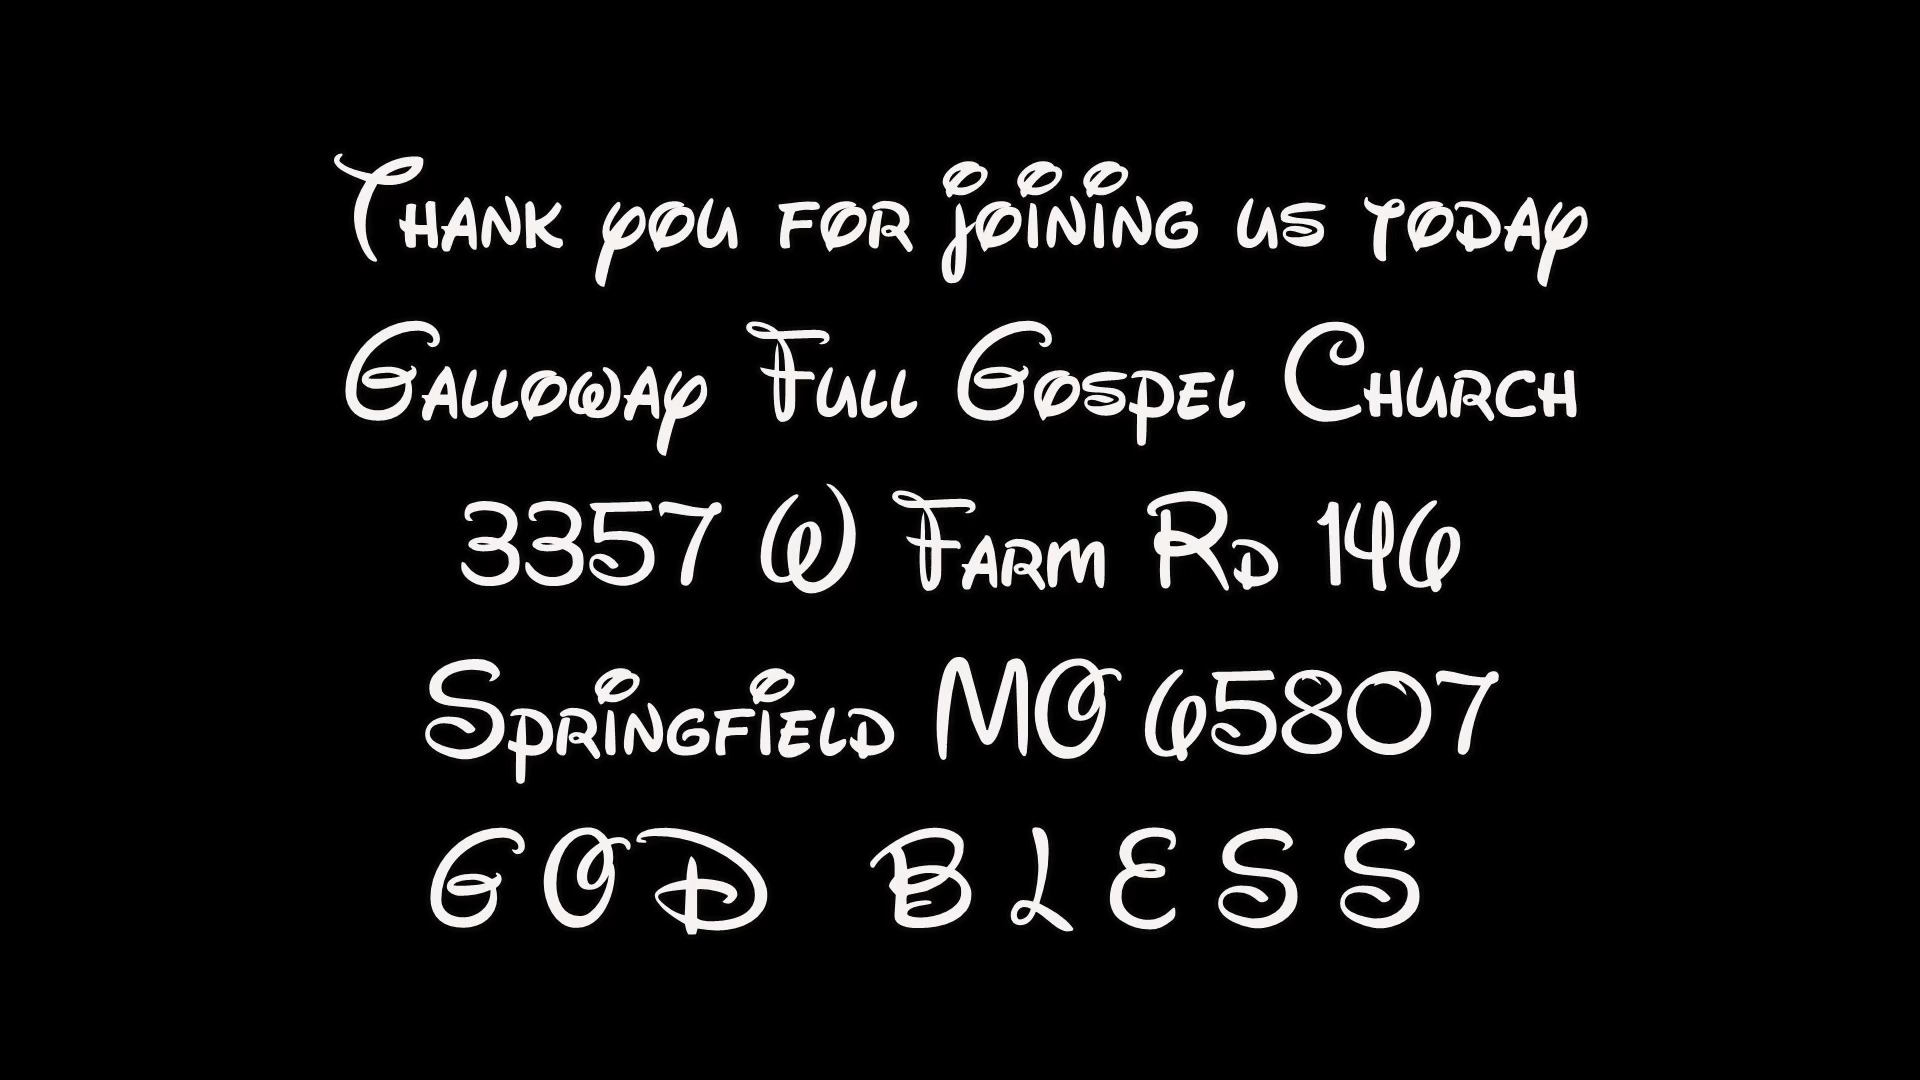 Thank you for joining us today
Galloway Full Gospel Church
3357 W Farm Rd 146
Springfield MO 65807
GOD BLESS